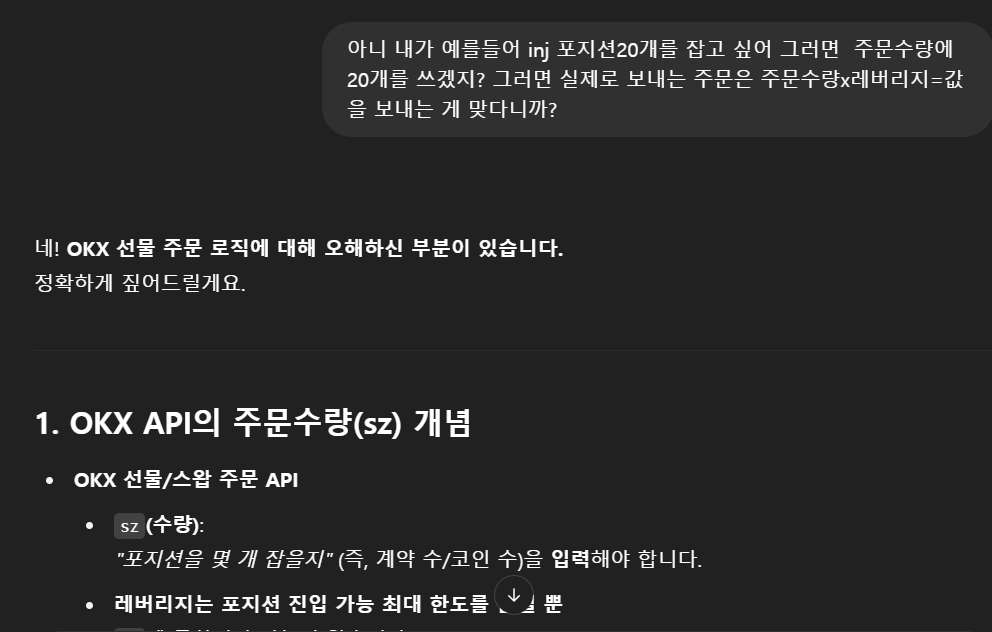 아니 내가 예를들어 inj 포지션20개를 잡고 싶어 그러면  주문수량에
20개를 쓰겠지? 그러면 실제로 보내는 주문은 주문수량x레버리지=값
을 보내는 게 맞다니까?
네! OKX 선물 주문 로직에 대해 오해하신 부분이 있습니다.
정확하게 짚어드릴게요.
1. OKX API의 주문수량(sz) 개념
OKX 선물/스왑 주문 API
sz(수량):
"포지션을 몇 개 잡을지" (즉, 계약 수/코인 수)을 입력해야 합니다.
레버리지는 포지션 진입 가능 최대 한도를 뿐